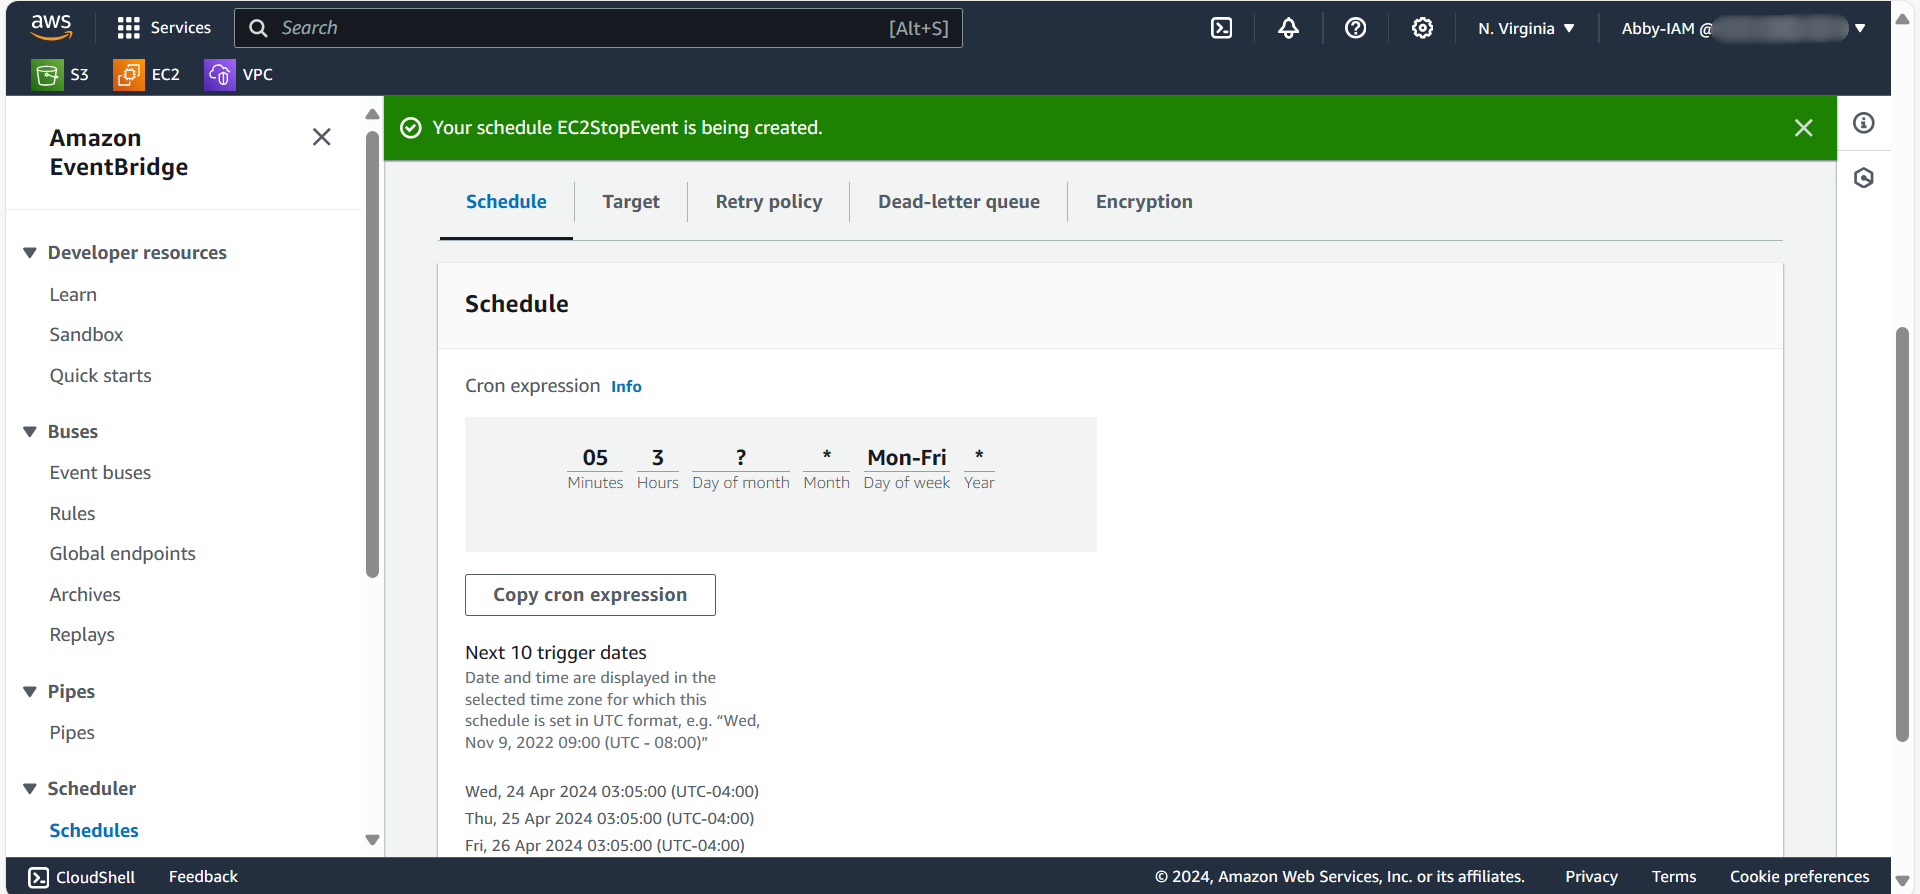 aws
Services
Search
[Alt+S]
N. Virginia
Abby-IAM @
S3
EC2
VPC
Amazon
EventBridge
Developer resources
Learn
Sandbox
Quick starts
Buses
Event buses
Rules
Global endpoints
Archives
Replays
Pipes
Pipes
Scheduler
Schedules
Your schedule EC2StopEvent is being created.
Schedule
Target
Retry policy
Dead-letter queue
Encryption
Schedule
Cron expression Info
05 3 ? * Mon-Fri *
Minutes Hours Day of month Month Day of week Year
Copy cron expression
Next 10 trigger dates
Date and time are displayed in the
selected time zone for which this
schedule is set in UTC format, e.g. “Wed,
Nov 9, 2022 09:00 (UTC - 08:00)”
Wed, 24 Apr 2024 03:05:00 (UTC-04:00)
Thu, 25 Apr 2024 03:05:00 (UTC-04:00)
Fri, 26 Apr 2024 03:05:00 (UTC-04:00)
CloudShell
Feedback
© 2024, Amazon Web Services, Inc. or its affiliates.
Privacy
Terms
Cookie preferences